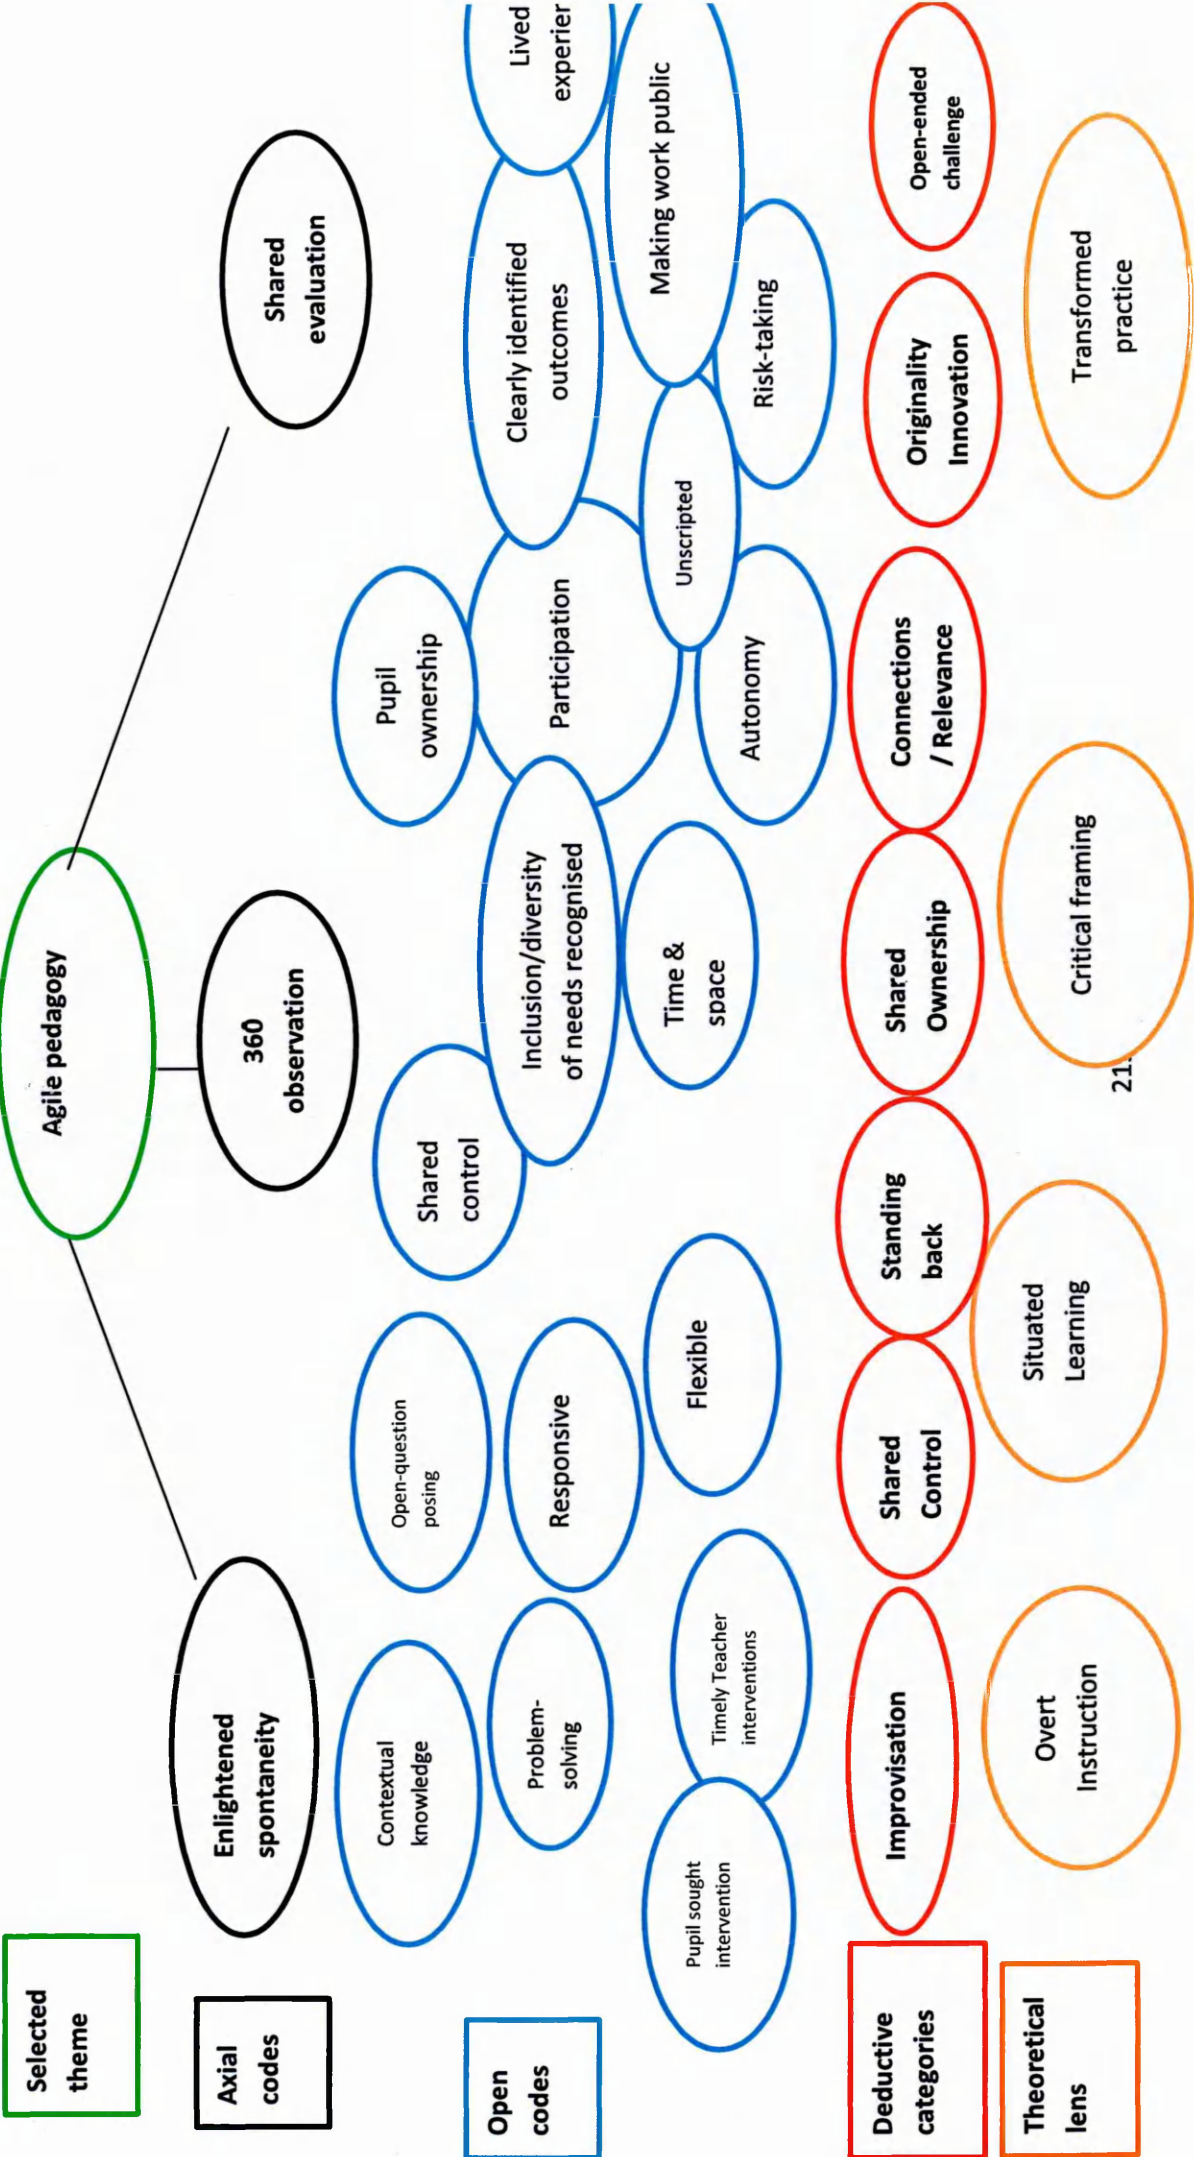 Selected
theme
Agile pedagogy
Axial
codes
Enlightened
spontaneity
360
observation
Shared
evaluation
Open
codes
Contextual
knowledge
Open-question
posing
Shared
control
Pupil
ownership
Problem-
solving
Responsive
Inclusion/diversity
of needs recognised
Participation
Clearly identified
outcomes
Lived
experier
Pupil sought
intervention
Timely Teacher
interventions
Flexible
Time &
space
Autonomy
Unscripted
Risk-taking
Making work public
Deductive
categories
Improvisation
Shared
Control
Standing
back
Shared
Ownership
Connections
/ Relevance
Originality
Innovation
Open-ended
challenge
Theoretical
lens
Overt
Instruction
Situated
Learning
Critical framing
Transformed
practice
21.